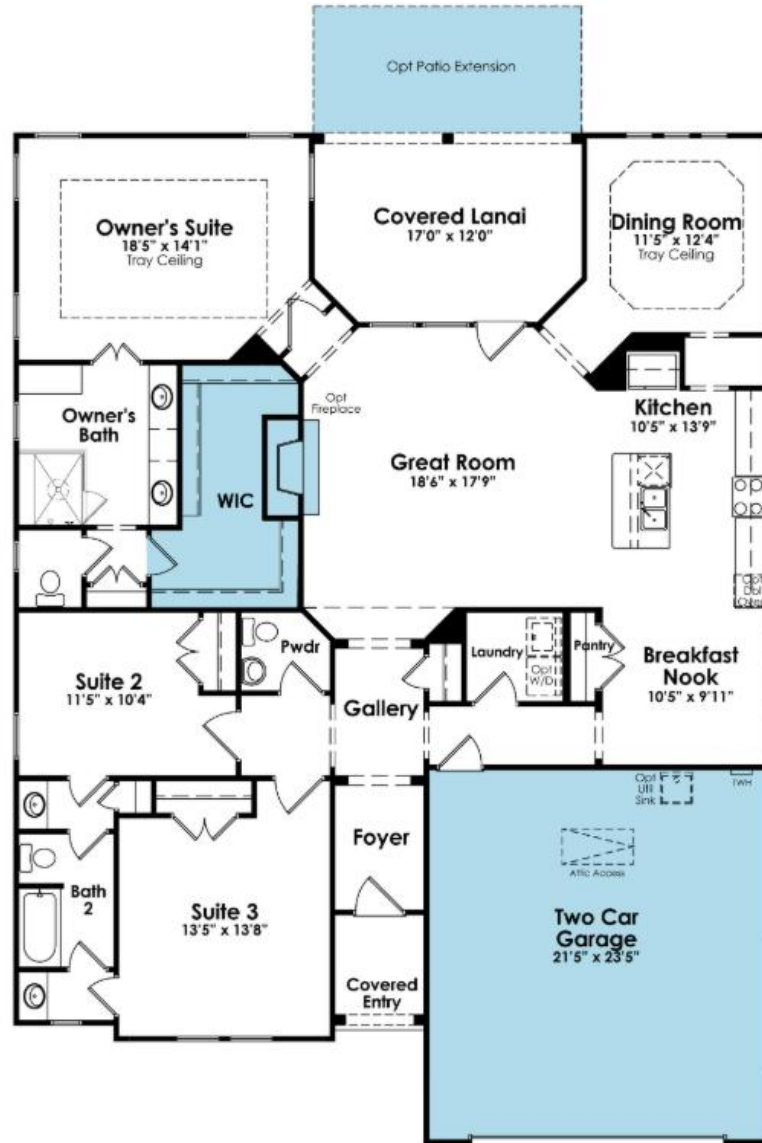 Opt Patio Extension
Owner's Suite
18'5" x 14'1"
Tray Ceiling
Covered Lanai
17'0" x 12'0"
Dining Room
11'5" x 12'4"
Tray Ceiling
Owner's
Bath
WIC
Opt
Fireplace
Great Room
18'6" x 17'9"
Kitchen
10'5" x 13'9"
Opt
Dbl
Suite 2
11'5" x 10'4"
Pwdr
Gallery
Laundry
Opt
W/D
Pantry
Breakfast
Nook
10'5" x 9'11"
Opt
Util
Sink
TWH
Attic Access
Foyer
Bath
2
Suite 3
13'5" x 13'8"
Covered
Entry
Two Car
Garage
21'5" x 23'5"